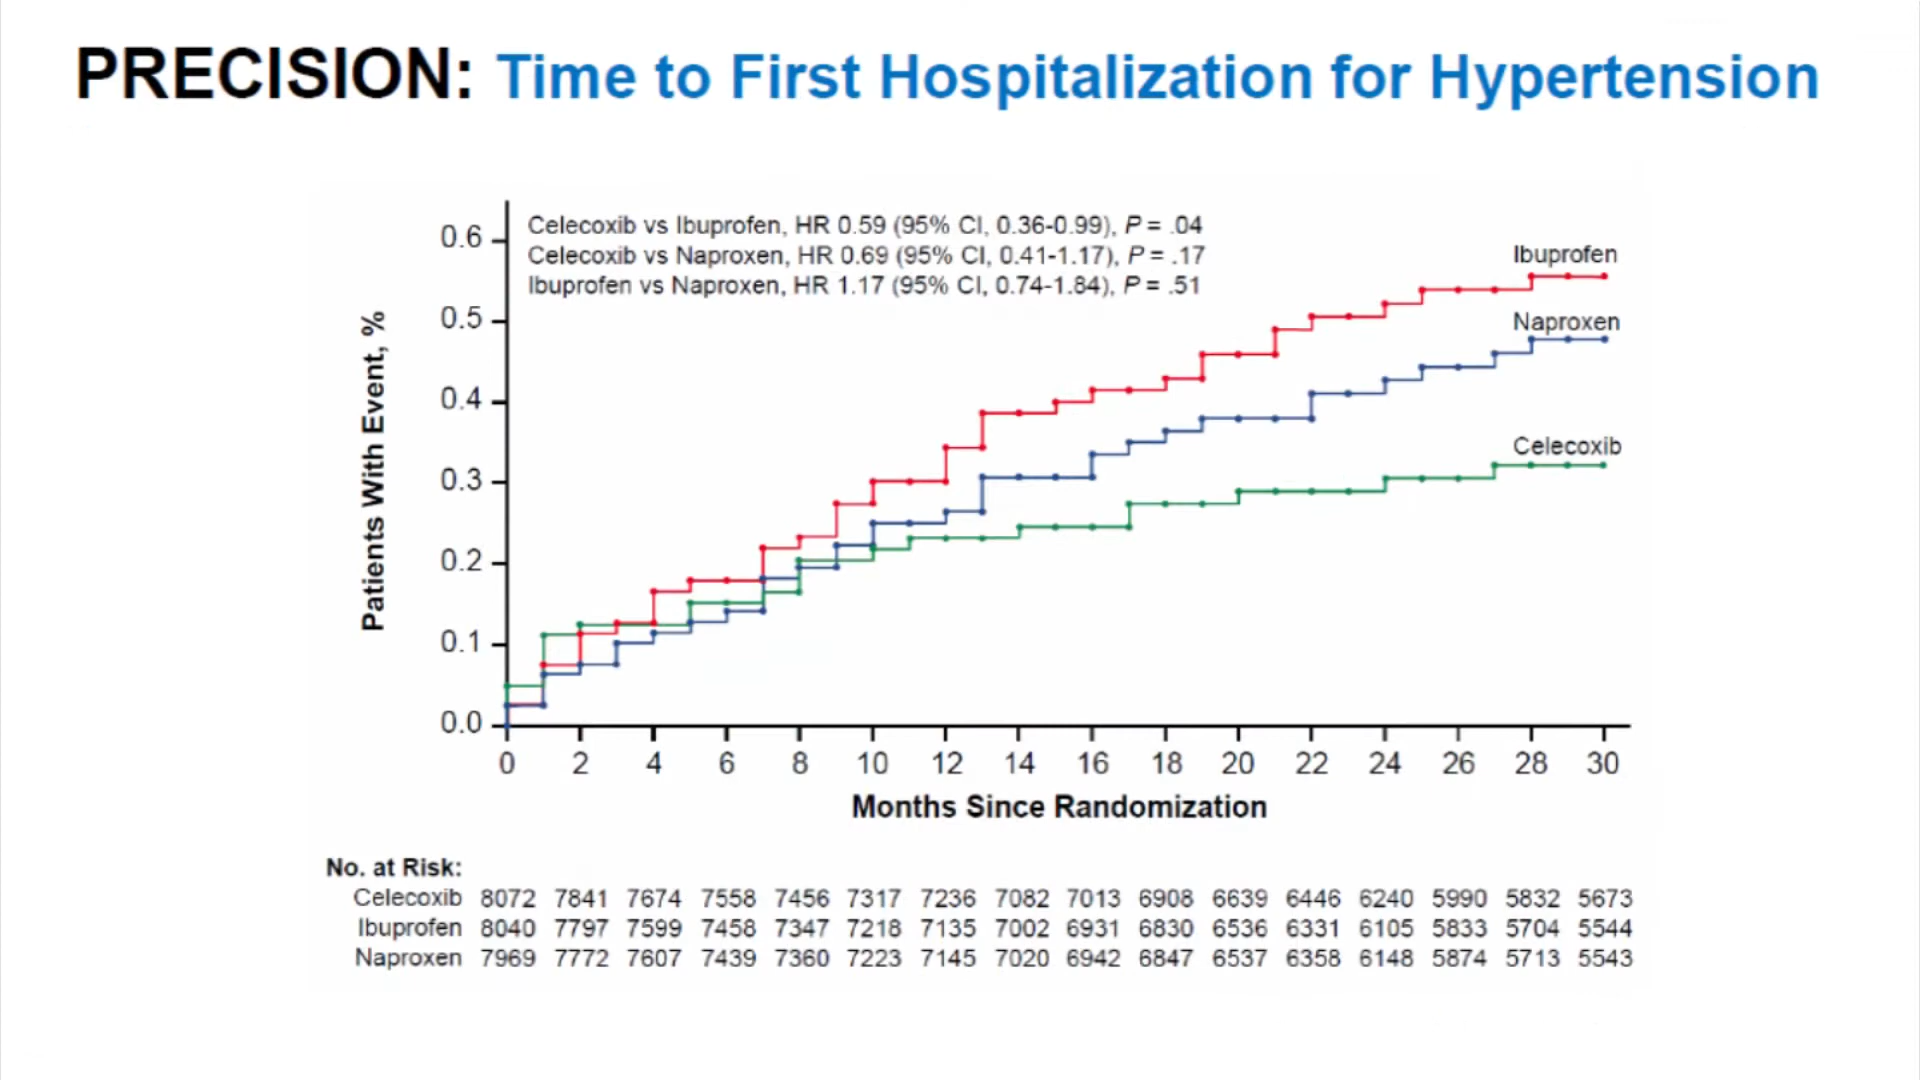 PRECISION: Time to First Hospitalization for Hypertension
Celecoxib vs Ibuprofen, HR 0.59 (95% CI, 0.36-0.99), P = .04
Celecoxib vs Naproxen, HR 0.69 (95% CI, 0.41-1.17), P = .17
Ibuprofen vs Naproxen, HR 1.17 (95% CI, 0.74-1.84), P = .51
Patients With Event, %
0.6
0.5
0.4
0.3
0.2
0.1
0.0
Ibuprofen
Naproxen
Celecoxib
0 2 4 6 8 10 12 14 16 18 20 22 24 26 28 30
Months Since Randomization
No. at Risk:
Celecoxib 8072 7841 7674 7558 7456 7317 7236 7082 7013 6908 6639 6446 6240 5990 5832 5673
Ibuprofen 8040 7797 7599 7458 7347 7218 7135 7002 6931 6830 6536 6331 6105 5833 5704 5544
Naproxen 7969 7772 7607 7439 7360 7223 7145 7020 6942 6847 6537 6358 6148 5874 5713 5543